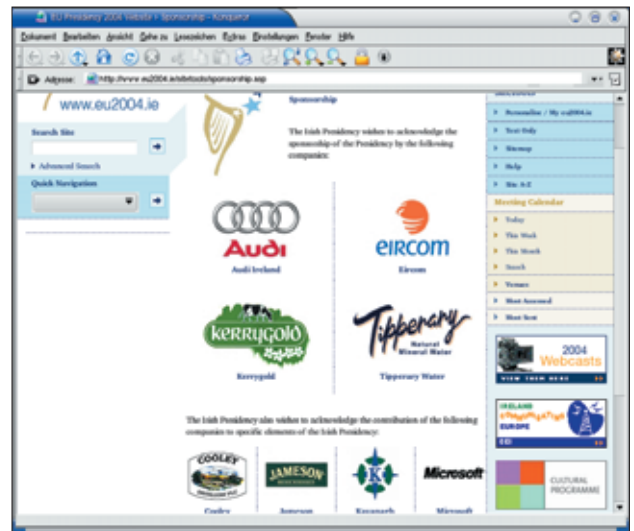 EU Presidency 2004 Website > Sponsorship - Konqueror
Dokument Bearbeiten Ansicht Gehe zu Lesezeichen Extras Einstellungen Fenster Hilfe
Adresse: http://www.eu2004.ie/sitetools/sponsorship.asp
www.eu2004.ie
Search Site
Advanced Search
Quick Navigation
Sponsorship
The Irish Presidency wishes to acknowledge the
sponsorship of the Presidency by the following
companies:
Audi
Audi Ireland
eircom
Eircom
KERRYGOLD
Kerrygold
Tipperary
Natural
Mineral Water
Tipperary Water
The Irish Presidency also wishes to acknowledge the contribution of the following
companies to specific elements of the Irish Presidency:
COOLEY
Cooley
JAMESON
Jameson
K
Kavanagh
Microsoft
Microsoft
Personalise / My eu2004.ie
Text Only
Sitemap
Help
Site A-Z
Meeting Calendar
Today
This Week
This Month
Search
Venues
Most Accessed
Most Sent
2004
Webcasts
VIEW THEM HERE
IRELAND
COMMUNICATING
EUROPE
CULTURAL
PROGRAMME